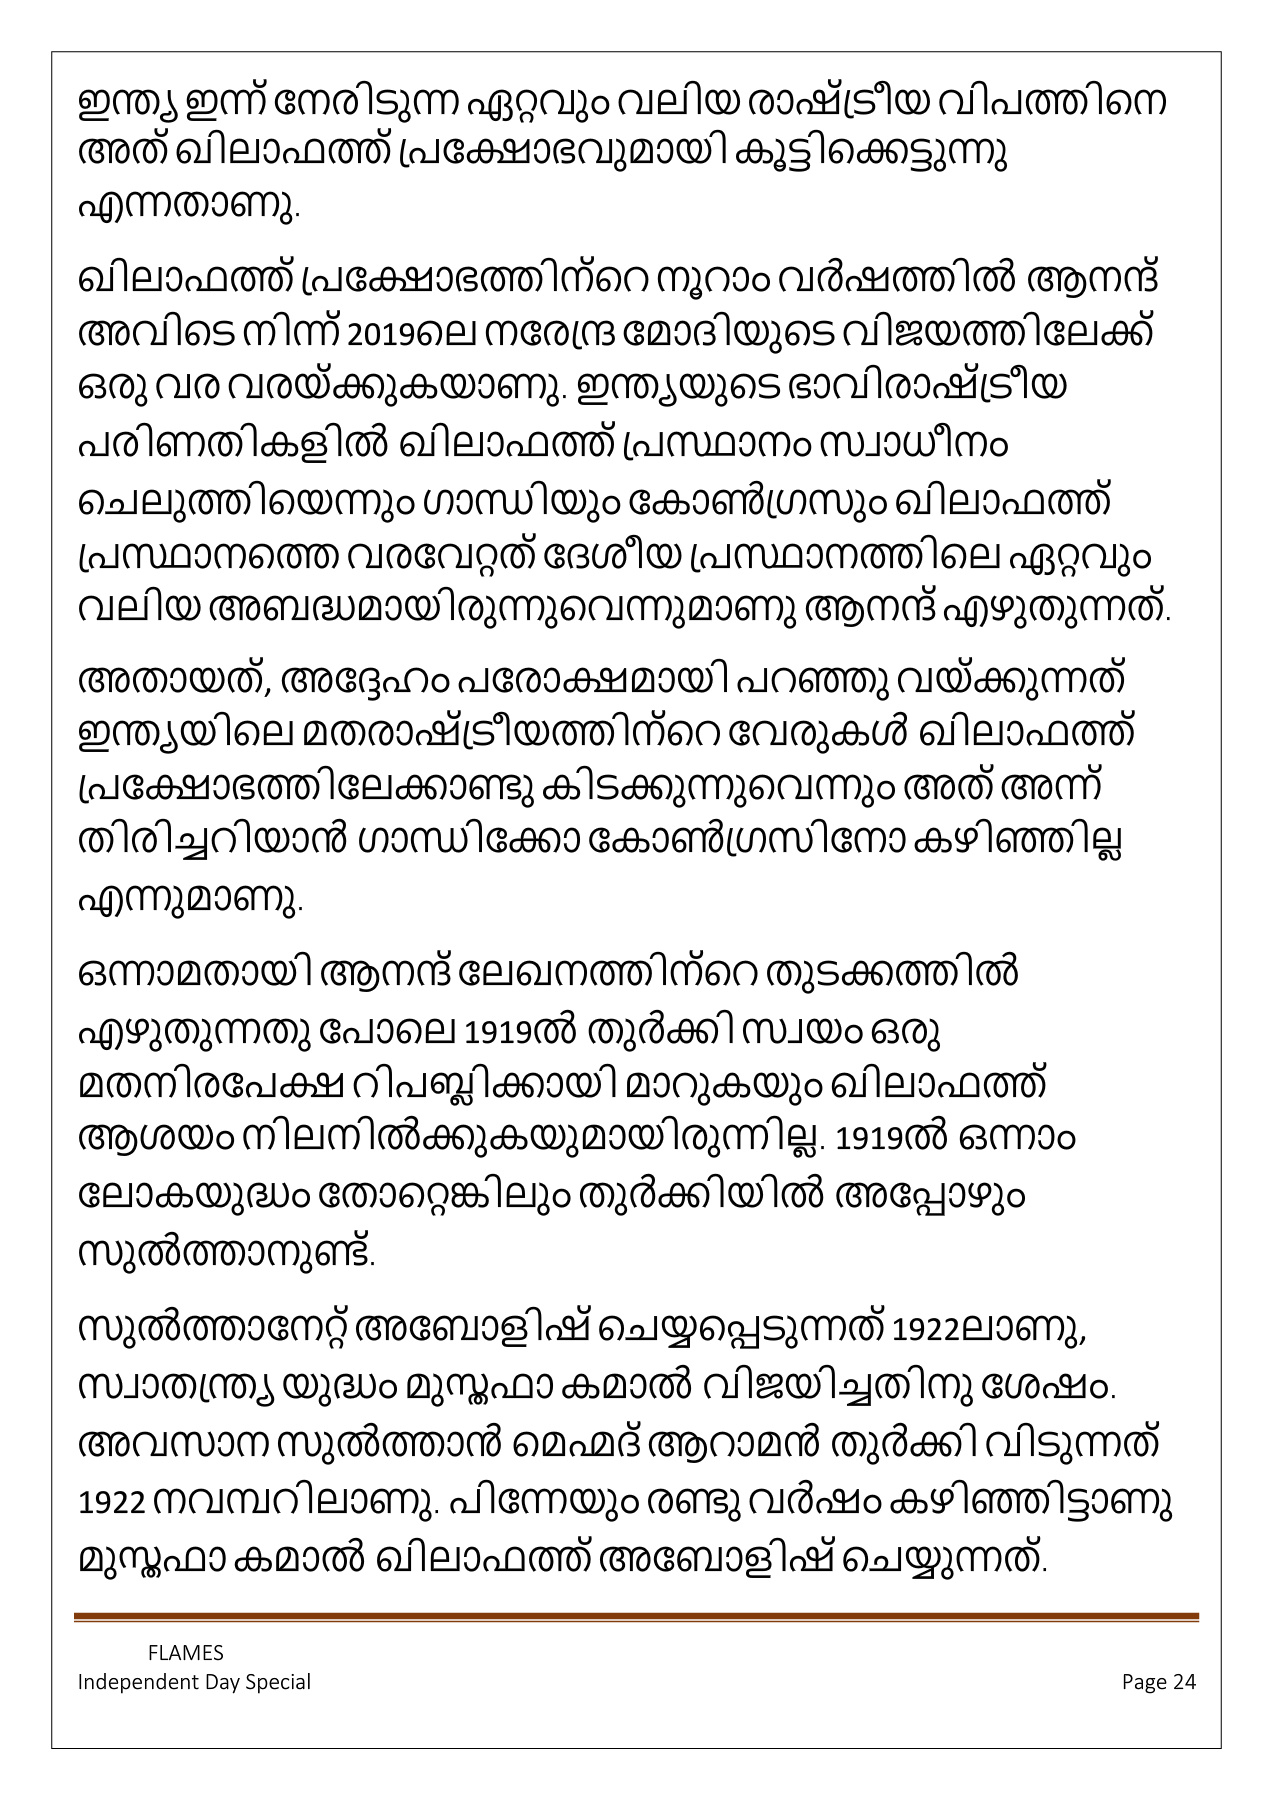 ഇന്ത്യ ഇന്ന് നേരിടുന്ന ഏറ്റവും വലിയ രാഷ്ട്രീയ വിപത്തിനെ
അത് ഖിലാഫത്ത് പ്രക്ഷോഭവുമായി കൂട്ടിക്കെട്ടുന്നു
എന്നതാണു.
ഖിലാഫത്ത് പ്രക്ഷോഭത്തിന്റെ നൂറാം വർഷത്തിൽ ആനന്ദ്
അവിടെ നിന്ന് 2019ലെ നരേന്ദ്ര മോദിയുടെ വിജയത്തിലേക്ക്
ഒരു വര വരയ്ക്കുകയാണു. ഇന്ത്യയുടെ ഭാവിരാഷ്ട്രീയ
പരിണതികളിൽ ഖിലാഫത്ത് പ്രസ്ഥാനം സ്വാധീനം
ചെലുത്തിയെന്നും ഗാന്ധിയും കോൺഗ്രസും ഖിലാഫത്ത്
പ്രസ്ഥാനത്തെ വരവേറ്റത് ദേശീയ പ്രസ്ഥാനത്തിലെ ഏറ്റവും
വലിയ അബദ്ധമായിരുന്നുവെന്നുമാണു ആനന്ദ് എഴുതുന്നത്.
അതായത്, അദ്ദേഹം പരോക്ഷമായി പറഞ്ഞു വയ്ക്കുന്നത്
ഇന്ത്യയിലെ മതരാഷ്ട്രീയത്തിന്റെ വേരുകൾ ഖിലാഫത്ത്
പ്രക്ഷോഭത്തിലേക്കാണ്ടു കിടക്കുന്നുവെന്നും അത് അന്ന്
തിരിച്ചറിയാൻ ഗാന്ധിക്കോ കോൺഗ്രസിനോ കഴിഞ്ഞില്ല
എന്നുമാണു.
ഒന്നാമതായി ആനന്ദ് ലേഖനത്തിന്റെ തുടക്കത്തിൽ
എഴുതുന്നതു പോലെ 1919ൽ തുർക്കി സ്വയം ഒരു
മതനിരപേക്ഷ റിപബ്ലിക്കായി മാറുകയും ഖിലാഫത്ത്
ആശയം നിലനിൽക്കുകയുമായിരുന്നില്ല. 1919ൽ ഒന്നാം
ലോകയുദ്ധം തോറ്റെങ്കിലും തുർക്കിയിൽ അപ്പോഴും
സുൽത്താനുണ്ട്.
സുൽത്താനേറ്റ് അബോളിഷ് ചെയ്യപ്പെടുന്നത് 1922ലാണു,
സ്വാതന്ത്ര്യ യുദ്ധം മുസ്തഫാ കമാൽ വിജയിച്ചതിനു ശേഷം.
അവസാന സുൽത്താൻ മെഹ്മദ് ആറാമൻ തുർക്കി വിടുന്നത്
1922 നവമ്പറിലാണു. പിന്നേയും രണ്ടു വർഷം കഴിഞ്ഞിട്ടാണു
മുസ്തഫാ കമാൽ ഖിലാഫത്ത് അബോളിഷ് ചെയ്യുന്നത്.
FLAMES
Independent Day Special Page 24